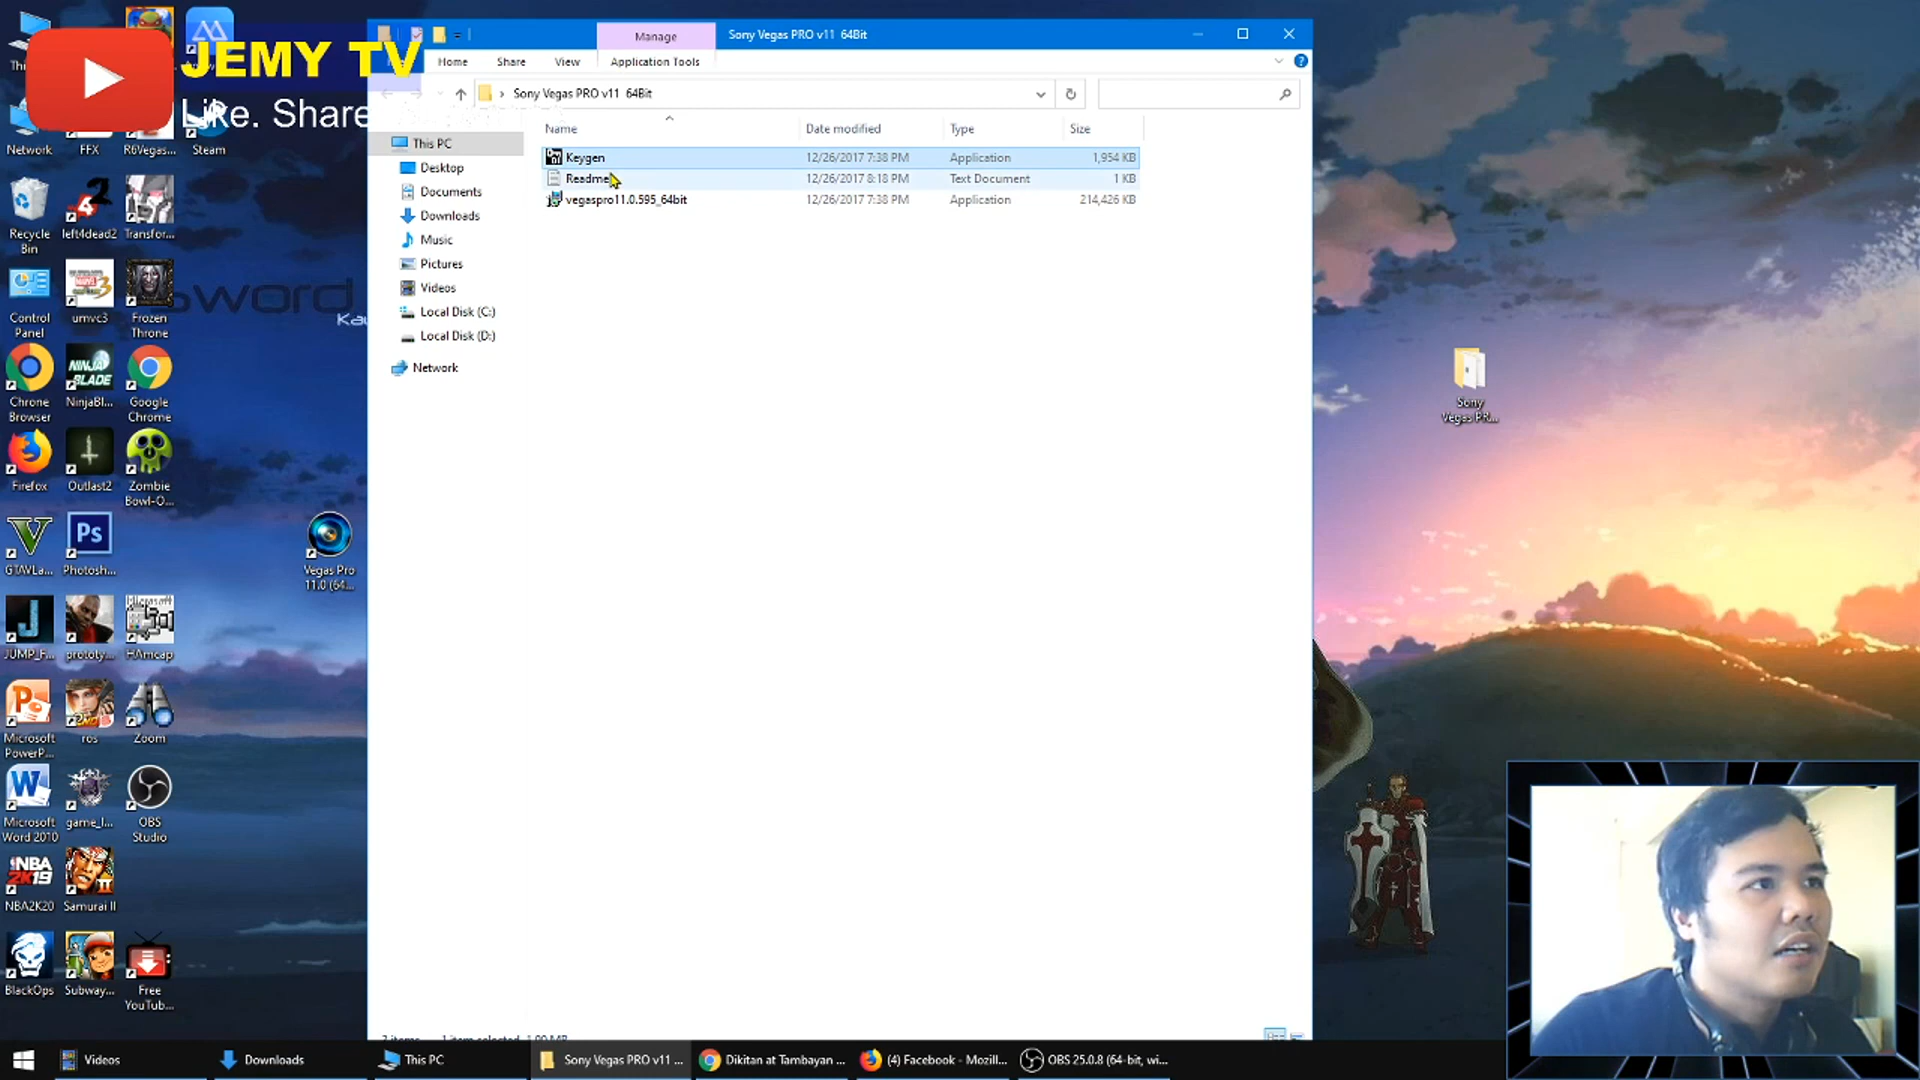 JEMY TV
Like. Share
Manage
Sony Vegas PRO v11  64Bit
Home
Share
View
Application Tools
Sony Vegas PRO v11  64Bit
Name
Date modified
Type
Size
Keygen
12/26/2017 7:38 PM
Application
1,954 KB
Readme
12/26/2017 8:18 PM
Text Document
1 KB
vegaspro11.0.595_64bit
12/26/2017 7:38 PM
Application
214,426 KB
This PC
Desktop
Documents
Downloads
Music
Pictures
Videos
Local Disk (C:)
Local Disk (D:)
Network
Network
FFX
R6Vegas...
Steam
Recycle Bin
left4dead2
Transfor...
Control Panel
umvc3
Frozen Throne
sword
Chrome Browser
NINJA BLADE
NinjaBl...
Google Chrome
Firefox
Outlast2
Zombie Bowl-O...
GTAVLa...
Ps
Photosh...
Vegas Pro 11.0 (64...
JUMP_F...
prototy...
HAmcap
Microsoft PowerP...
ros
Zoom
Microsoft Word 2010
game_l...
OBS Studio
NBA 2K19
NBA2K20
Samurai II
BlackOps
Subway...
Free YouTub...
Sony Vegas PR...
Videos
Downloads
This PC
Sony Vegas PRO v11 ...
Dikitan at Tambayan ...
(4) Facebook - Mozill...
OBS 25.0.8 (64-bit, wi...